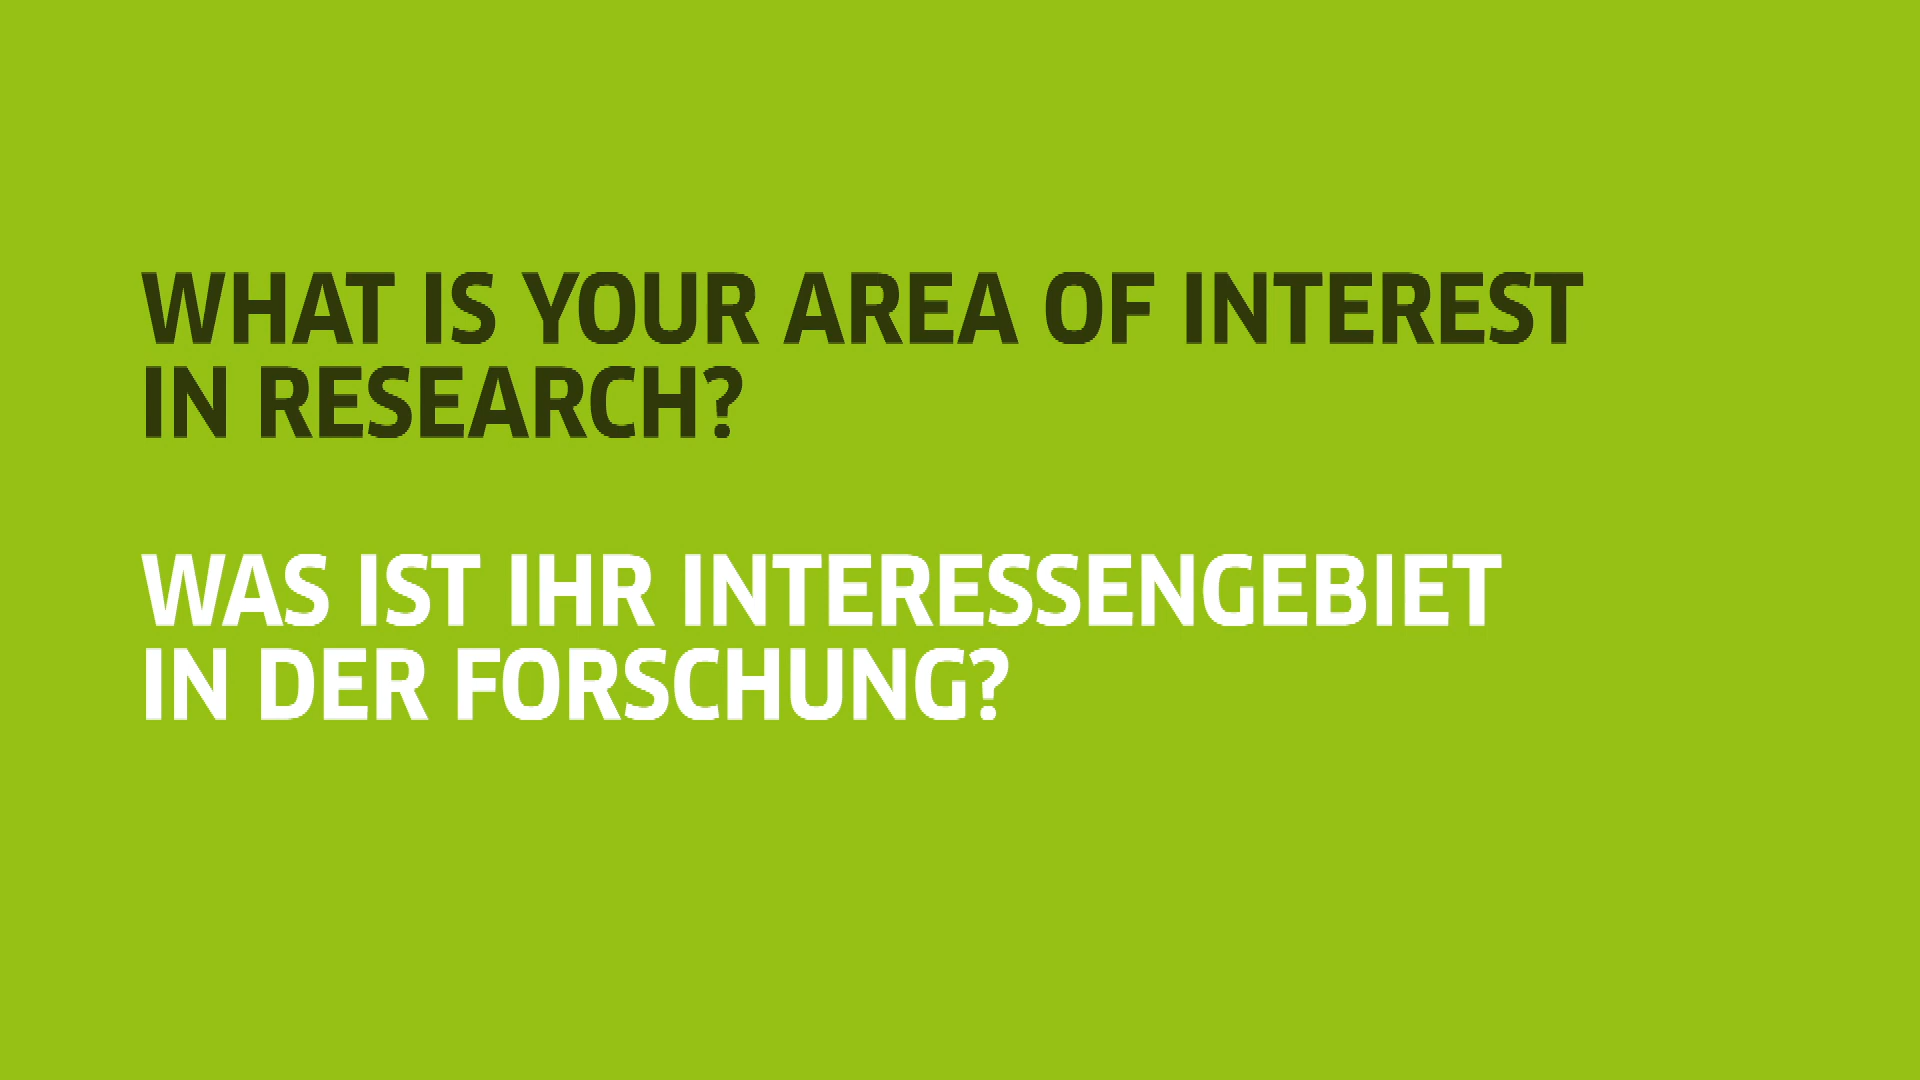 WHAT IS YOUR AREA OF INTEREST
IN RESEARCH?
WAS IST IHR INTERESSENGEBIET
IN DER FORSCHUNG?